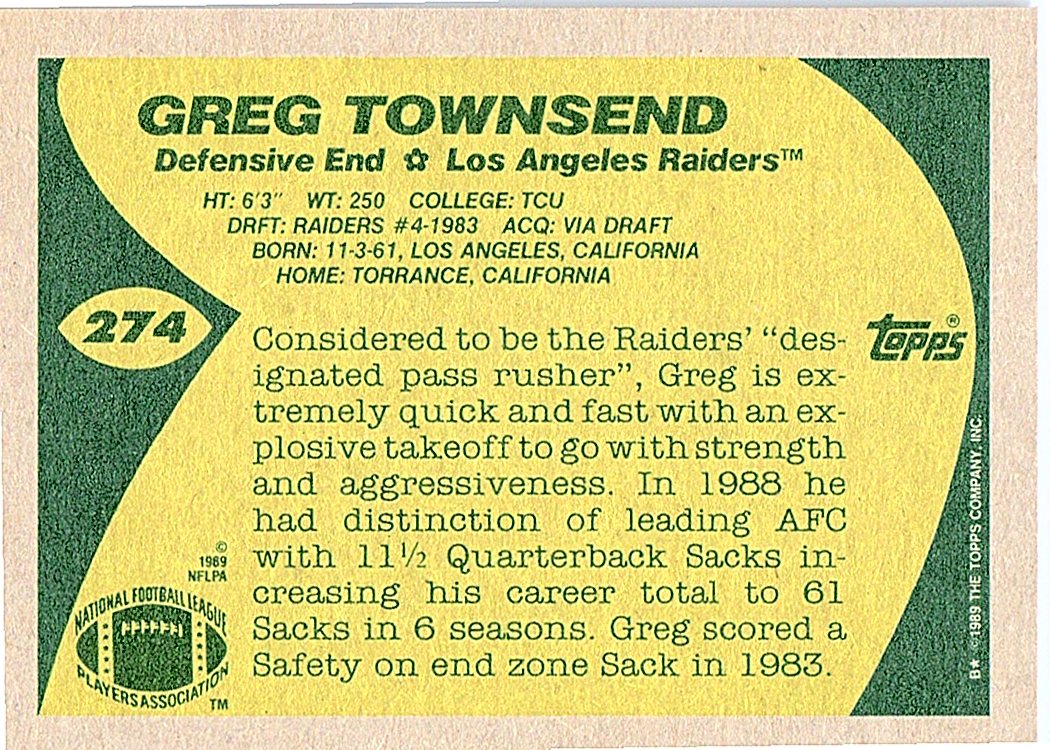 GREG TOWNSEND
Defensive End ✿ Los Angeles Raiders™
HT: 6'3" WT: 250 COLLEGE: TCU
DRFT: RAIDERS #4-1983 ACQ: VIA DRAFT
BORN: 11-3-61, LOS ANGELES, CALIFORNIA
HOME: TORRANCE, CALIFORNIA
274
Considered to be the Raiders' “des-
ignated pass rusher”, Greg is ex-
tremely quick and fast with an ex-
plosive takeoff to go with strength
and aggressiveness. In 1988 he
had distinction of leading AFC
with 11½ Quarterback Sacks in-
creasing his career total to 61
Sacks in 6 seasons. Greg scored a
Safety on end zone Sack in 1983.
topps®
©
1989
NFLPA
NATIONAL FOOTBALL LEAGUE
PLAYERS ASSOCIATION
™
B★ ©1989 THE TOPPS COMPANY, INC.